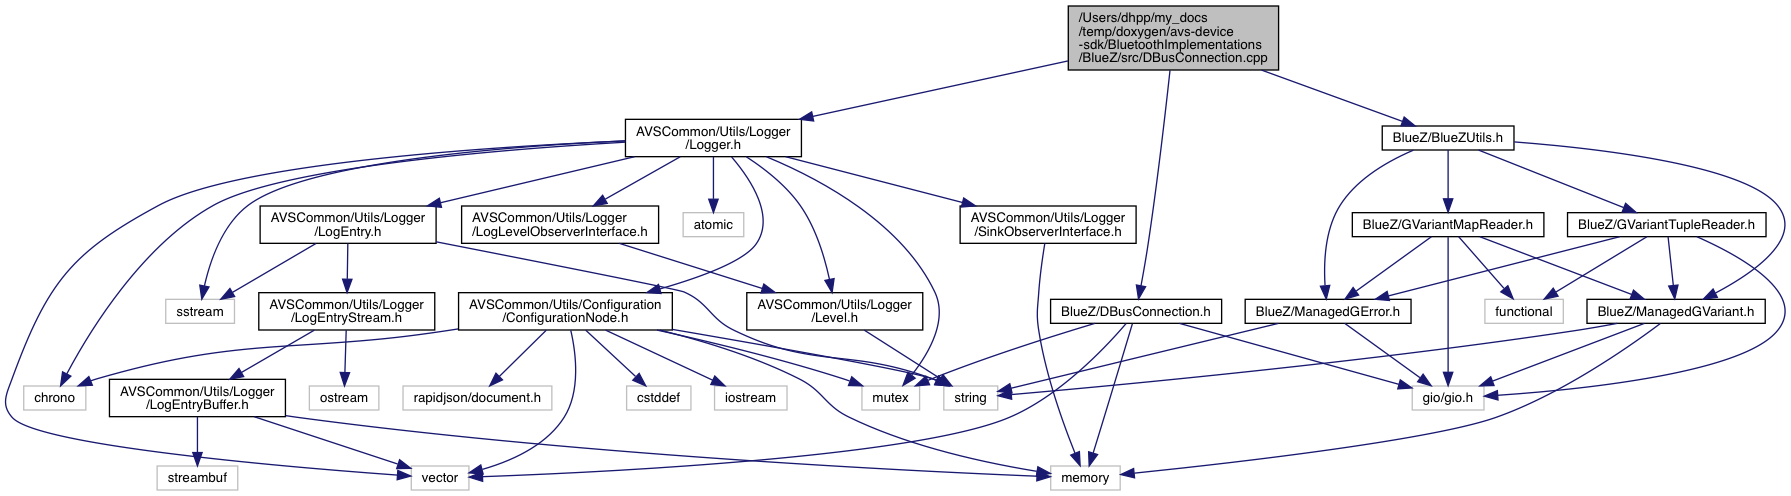 /Users/dhpp/my_docs
/temp/doxygen/avs-device
-sdk/BluetoothImplementations
/BlueZ/src/DBusConnection.cpp
AVSCommon/Utils/Logger
/Logger.h
BlueZ/BlueZUtils.h
AVSCommon/Utils/Logger
/LogEntry.h
AVSCommon/Utils/Logger
/LogLevelObserverInterface.h
atomic
AVSCommon/Utils/Logger
/SinkObserverInterface.h
BlueZ/GVariantMapReader.h
BlueZ/GVariantTupleReader.h
sstream
AVSCommon/Utils/Logger
/LogEntryStream.h
AVSCommon/Utils/Configuration
/ConfigurationNode.h
AVSCommon/Utils/Logger
/Level.h
BlueZ/DBusConnection.h
BlueZ/ManagedGError.h
functional
BlueZ/ManagedGVariant.h
chrono
AVSCommon/Utils/Logger
/LogEntryBuffer.h
ostream
rapidjson/document.h
cstddef
iostream
mutex
string
gio/gio.h
streambuf
vector
memory